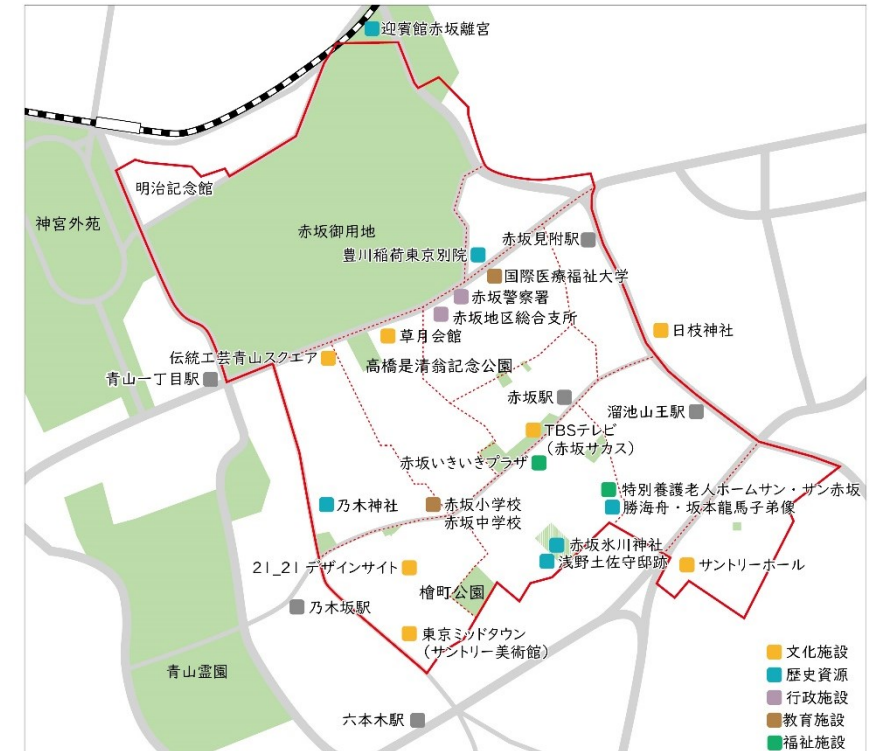 迎賓館赤坂離宮
明治記念館
神宮外苑
赤坂御用地
豊川稲荷東京別院
赤坂見附駅
国際医療福祉大学
赤坂警察署
赤坂地区総合支所
草月会館
日枝神社
伝統工芸青山スクエア
高橋是清翁記念公園
青山一丁目駅
赤坂駅
溜池山王駅
TBSテレビ
（赤坂サカス）
赤坂いきいきプラザ
特別養護老人ホームサン・サン赤坂
勝海舟・坂本龍馬子弟像
乃木神社
赤坂小学校
赤坂中学校
赤坂氷川神社
浅野土佐守邸跡
サントリーホール
21_21 デザインサイト
檜町公園
乃木坂駅
東京ミッドタウン
（サントリー美術館）
青山霊園
六本木駅
文化施設
歴史資源
行政施設
教育施設
福祉施設